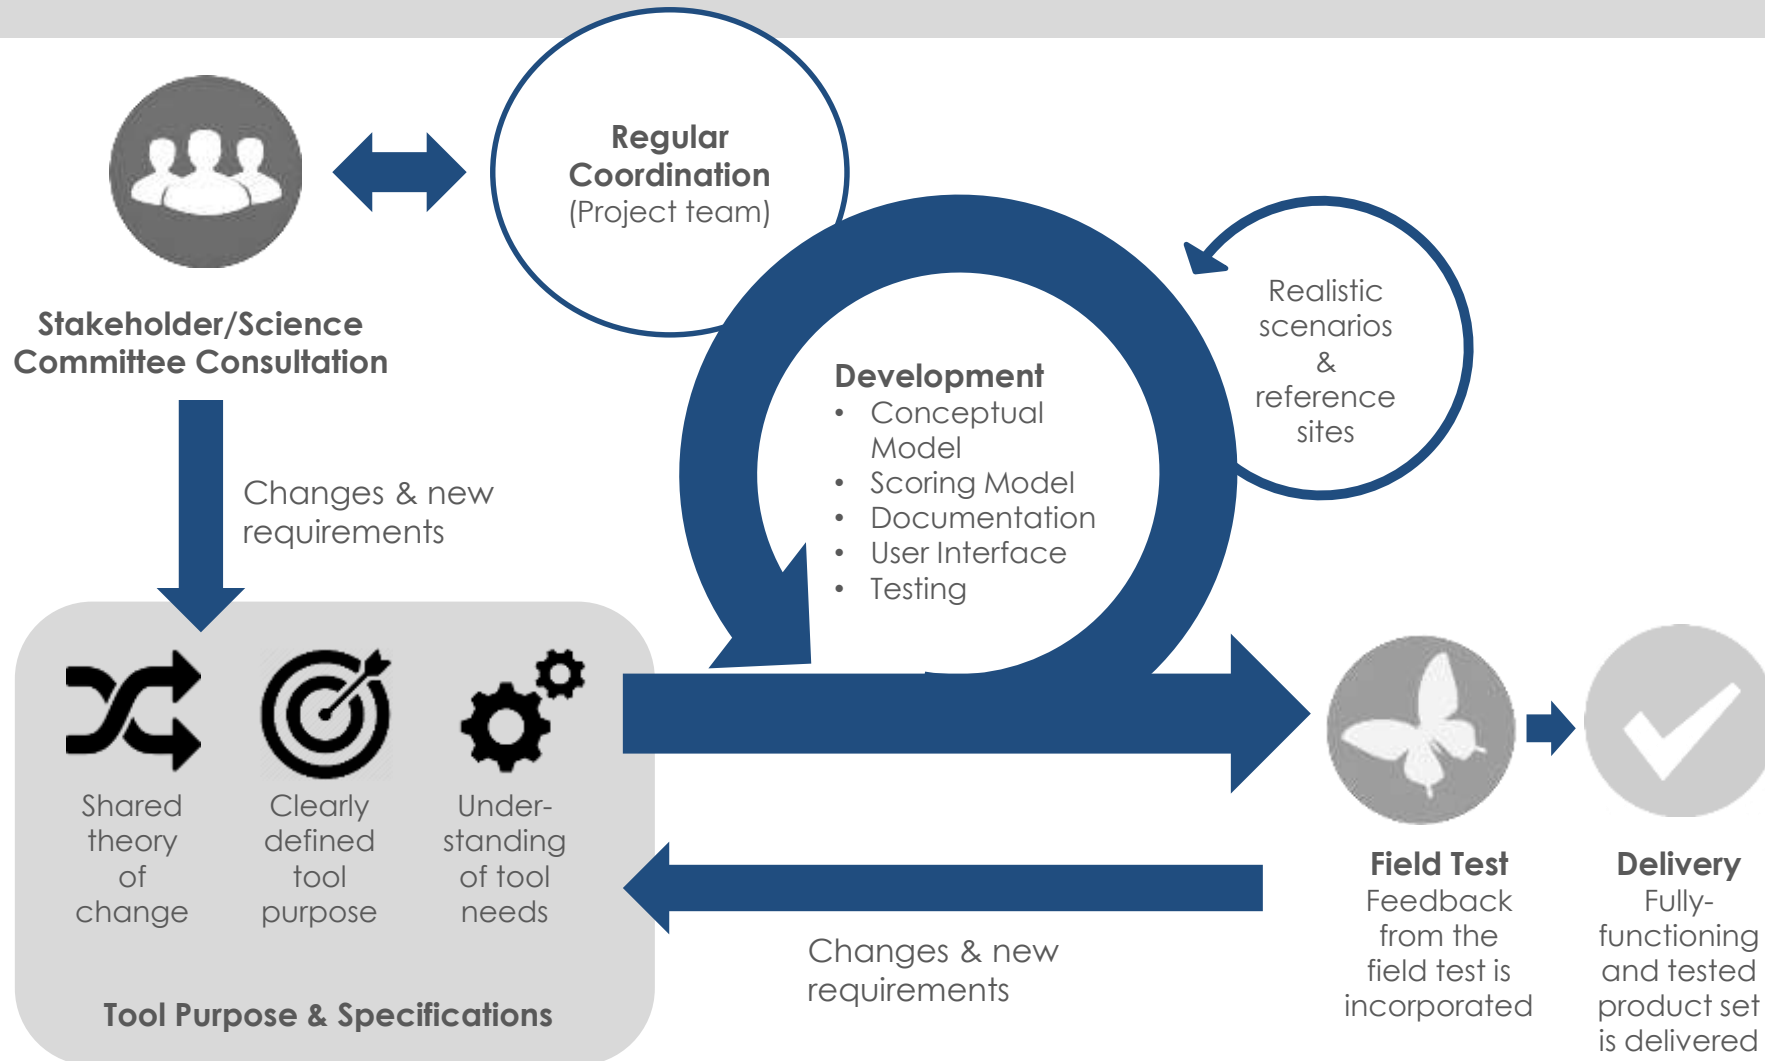 Regular
Coordination
(Project team)
Stakeholder/Science
Committee Consultation
Realistic
scenarios
&
reference
sites
Development
• Conceptual
Model
• Scoring Model
• Documentation
• User Interface
• Testing
Changes & new
requirements
Shared
theory
of
change
Clearly
defined
tool
purpose
Under-
standing
of tool
needs
Tool Purpose & Specifications
Changes & new
requirements
Field Test
Feedback
from the
field test is
incorporated
Delivery
Fully-
functioning
and tested
product set
is delivered